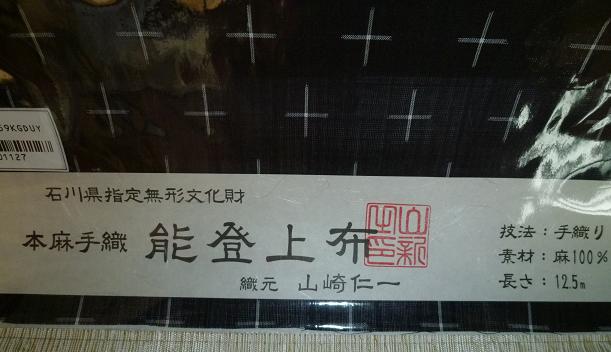 59KGDUY
01127
石川県指定無形文化財
本麻手織 能登上布
織元 山崎仁一
技法：手織り
素材：麻100%
長さ：12.5m